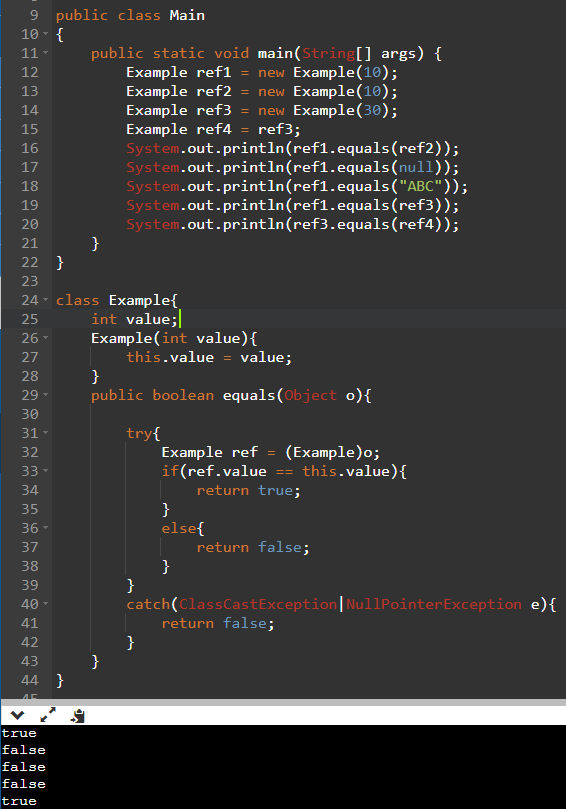 9 public class Main
10 {
11     public static void main(String[] args) {
12         Example ref1 = new Example(10);
13         Example ref2 = new Example(10);
14         Example ref3 = new Example(30);
15         Example ref4 = ref3;
16         System.out.println(ref1.equals(ref2));
17         System.out.println(ref1.equals(null));
18         System.out.println(ref1.equals("ABC"));
19         System.out.println(ref1.equals(ref3));
20         System.out.println(ref3.equals(ref4));
21     }
22 }
23
24 class Example{
25     int value;
26     Example(int value){
27         this.value = value;
28     }
29     public boolean equals(Object o){
30
31         try{
32             Example ref = (Example)o;
33             if(ref.value == this.value){
34                 return true;
35             }
36             else{
37                 return false;
38             }
39         }
40         catch(ClassCastException|NullPointerException e){
41             return false;
42         }
43     }
44 }
45
true
false
false
false
true